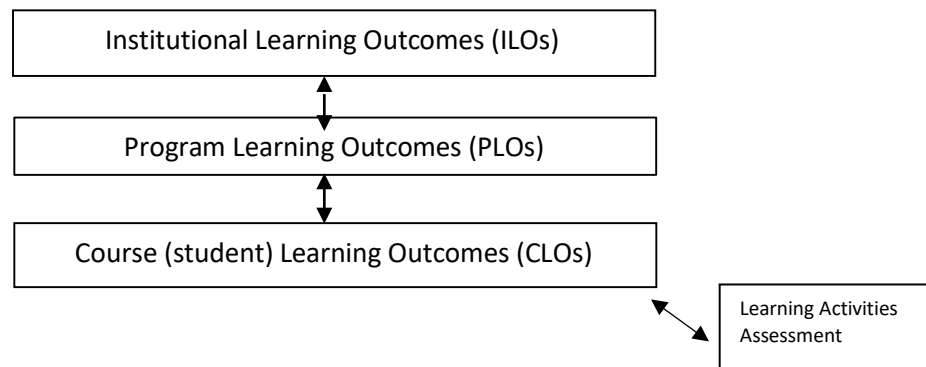 Institutional Learning Outcomes (ILOs)
Program Learning Outcomes (PLOs)
Course (student) Learning Outcomes (CLOs)
Learning Activities
Assessment